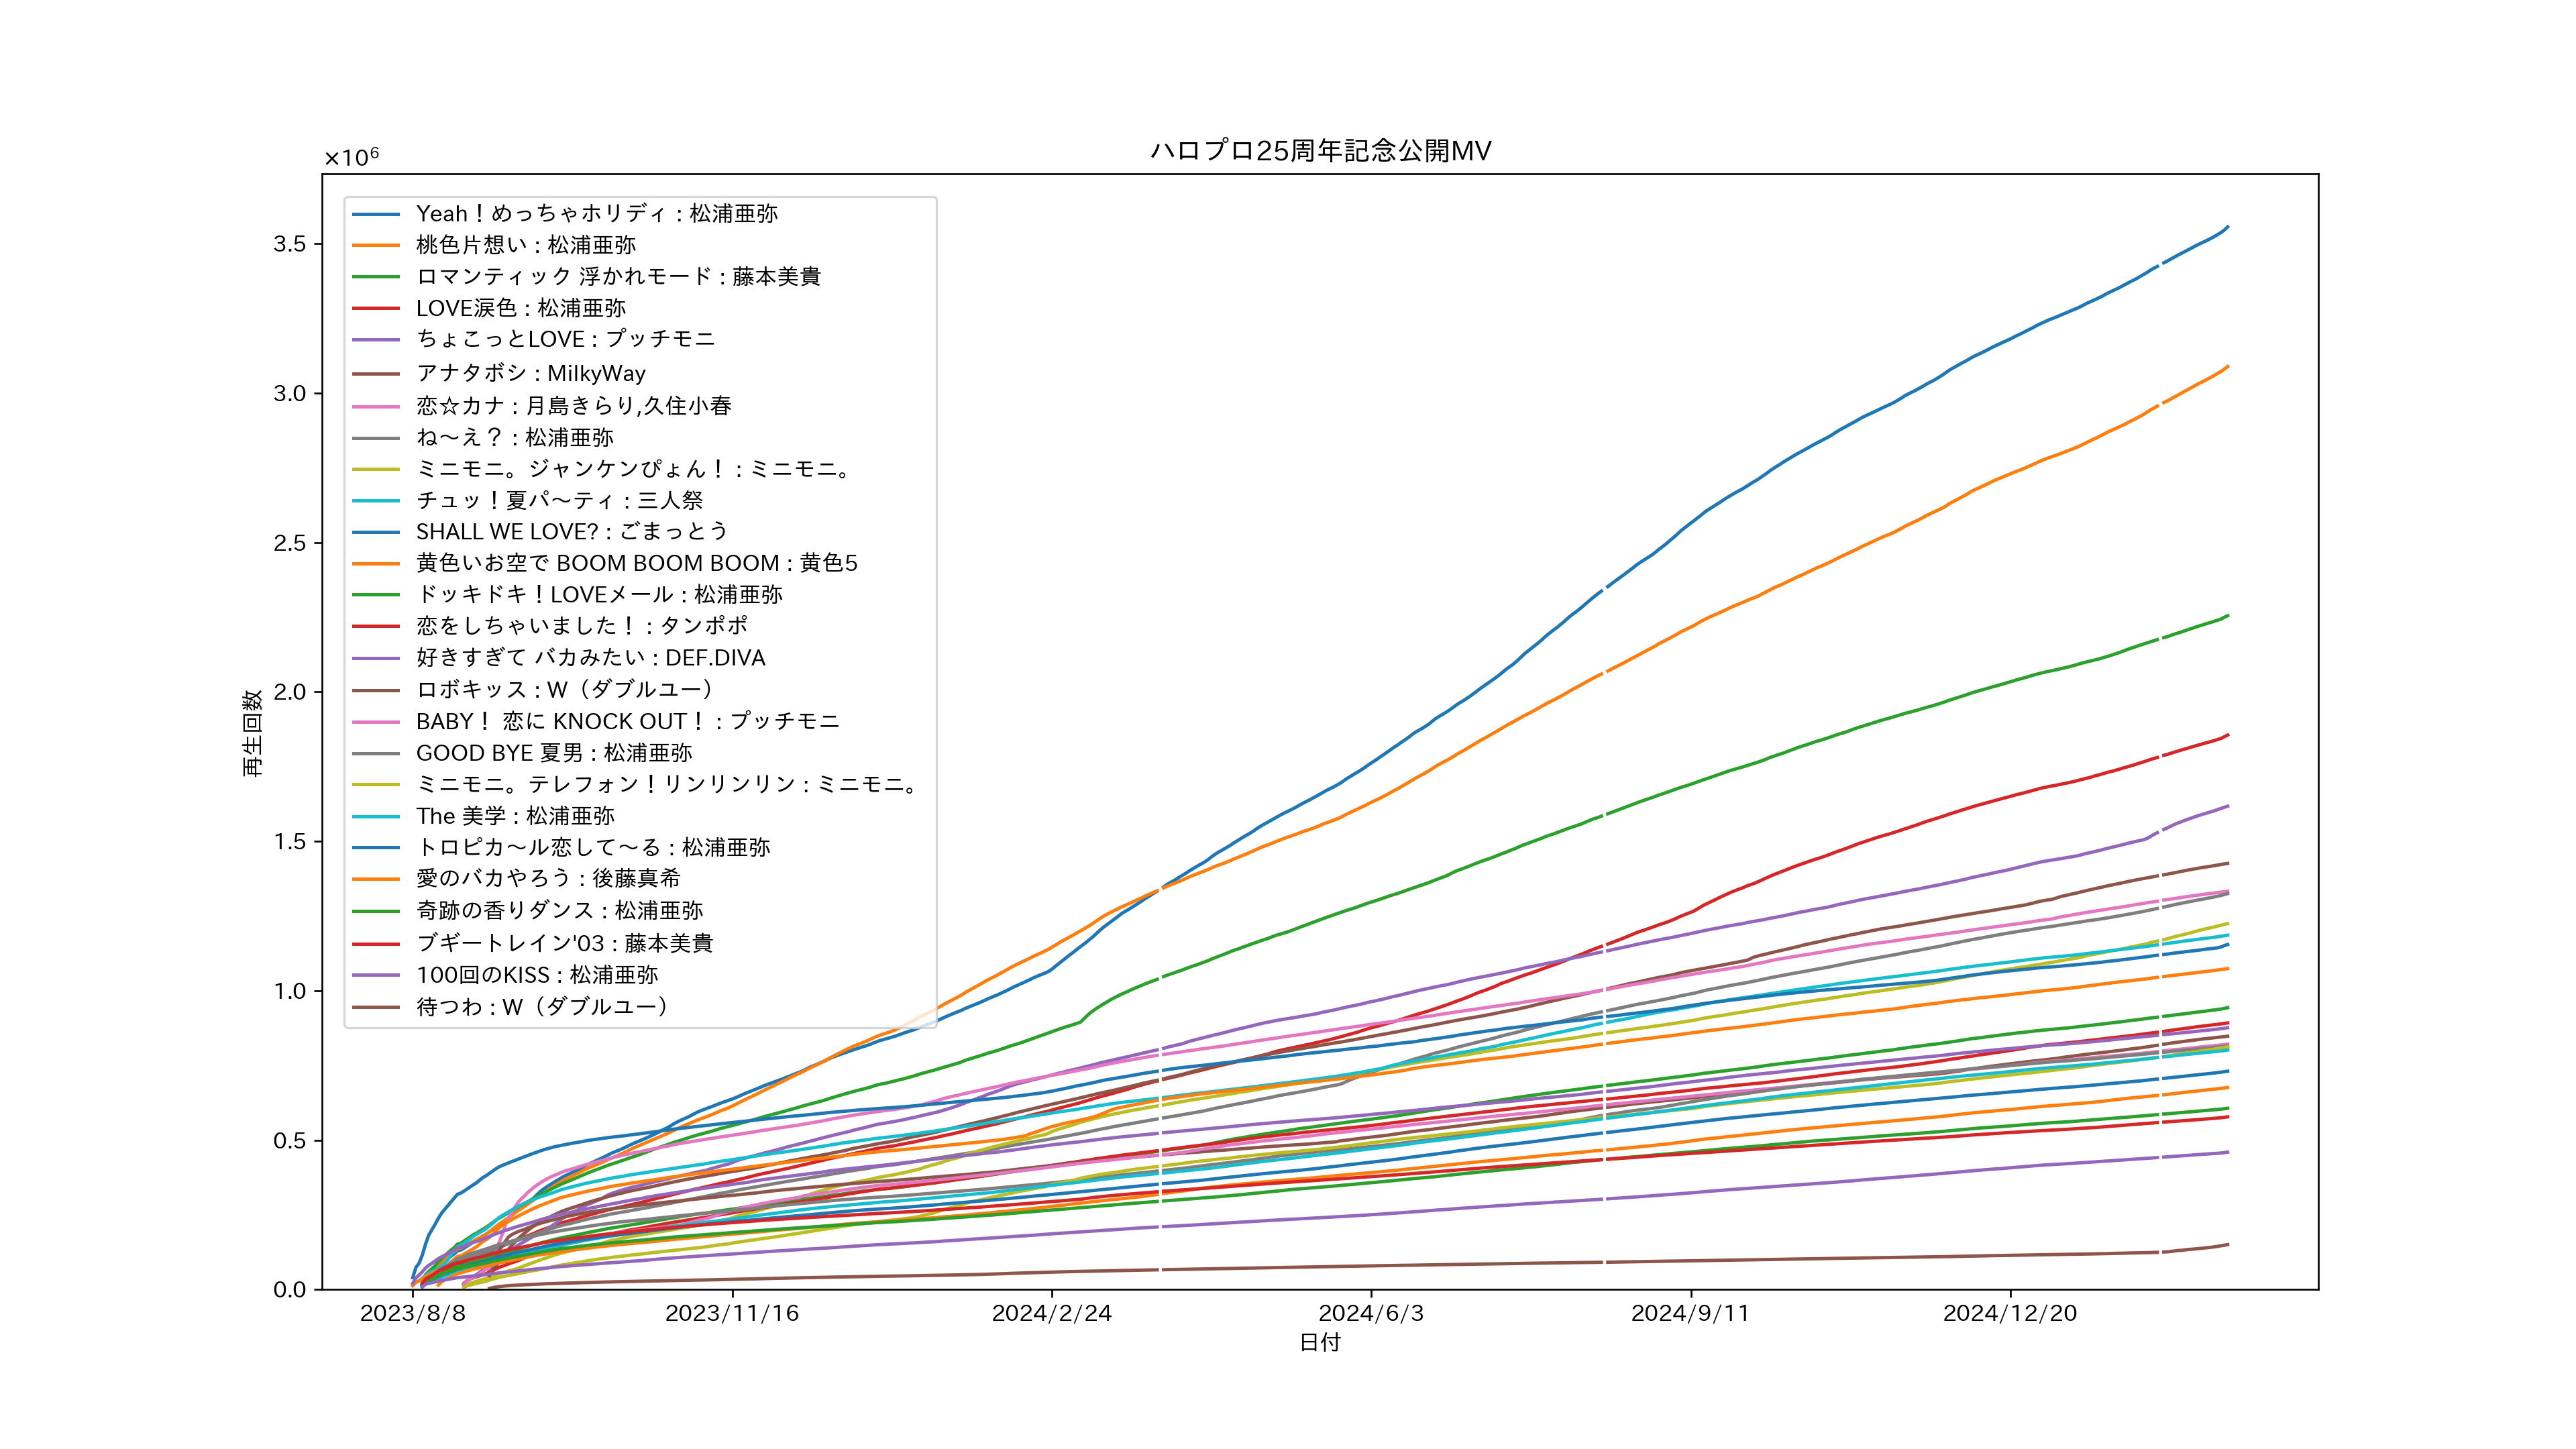 ハロプロ25周年記念公開MV
×10⁶
3.5
3.0
2.5
2.0
1.5
1.0
0.5
0.0
再生回数
Yeah！めっちゃホリディ : 松浦亜弥
桃色片想い : 松浦亜弥
ロマンティック 浮かれモード : 藤本美貴
LOVE涙色 : 松浦亜弥
ちょこっとLOVE : プッチモニ
アナタボシ : MilkyWay
恋☆カナ : 月島きらり,久住小春
ね〜え？ : 松浦亜弥
ミニモニ。ジャンケンぴょん！ : ミニモニ。
チュッ！夏パ〜ティ : 三人祭
SHALL WE LOVE? : ごまっとう
黄色いお空で BOOM BOOM BOOM : 黄色5
ドッキドキ！LOVEメール : 松浦亜弥
恋をしちゃいました！ : タンポポ
好きすぎて バカみたい : DEF.DIVA
ロボキッス : W（ダブルユー）
BABY！ 恋に KNOCK OUT！ : プッチモニ
GOOD BYE 夏男 : 松浦亜弥
ミニモニ。テレフォン！リンリンリン : ミニモニ。
The 美学 : 松浦亜弥
トロピカ〜ル恋して〜る : 松浦亜弥
愛のバカやろう : 後藤真希
奇跡の香りダンス : 松浦亜弥
ブギートレイン'03 : 藤本美貴
100回のKISS : 松浦亜弥
待つわ : W（ダブルユー）
2023/8/8
2023/11/16
2024/2/24
2024/6/3
2024/9/11
2024/12/20
日付